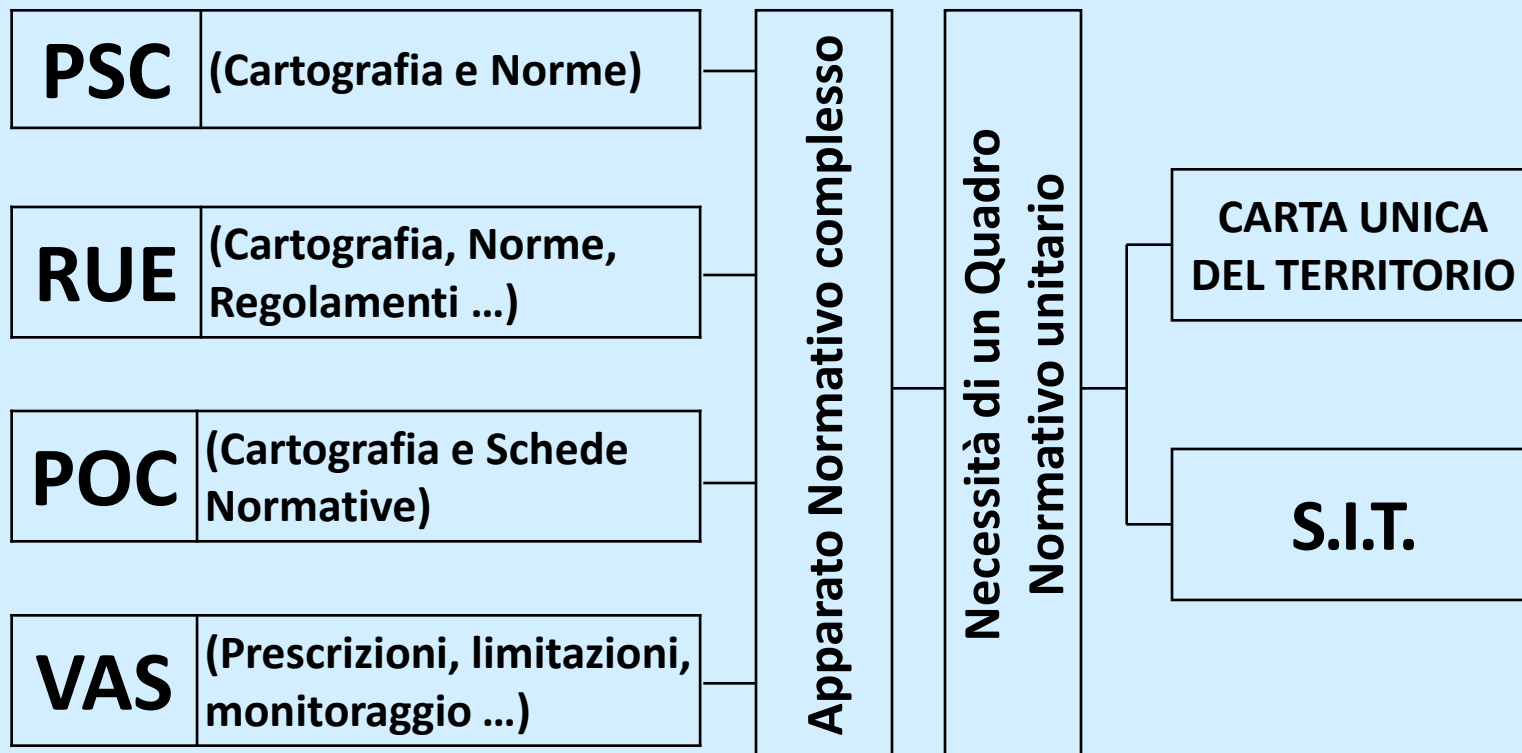 PSC
(Cartografia e Norme)
RUE
(Cartografia, Norme,
Regolamenti ...)
POC
(Cartografia e Schede
Normative)
VAS
(Prescrizioni, limitazioni,
monitoraggio ...)
Apparato Normativo complesso
Necessità di un Quadro
Normativo unitario
CARTA UNICA
DEL TERRITORIO
S.I.T.